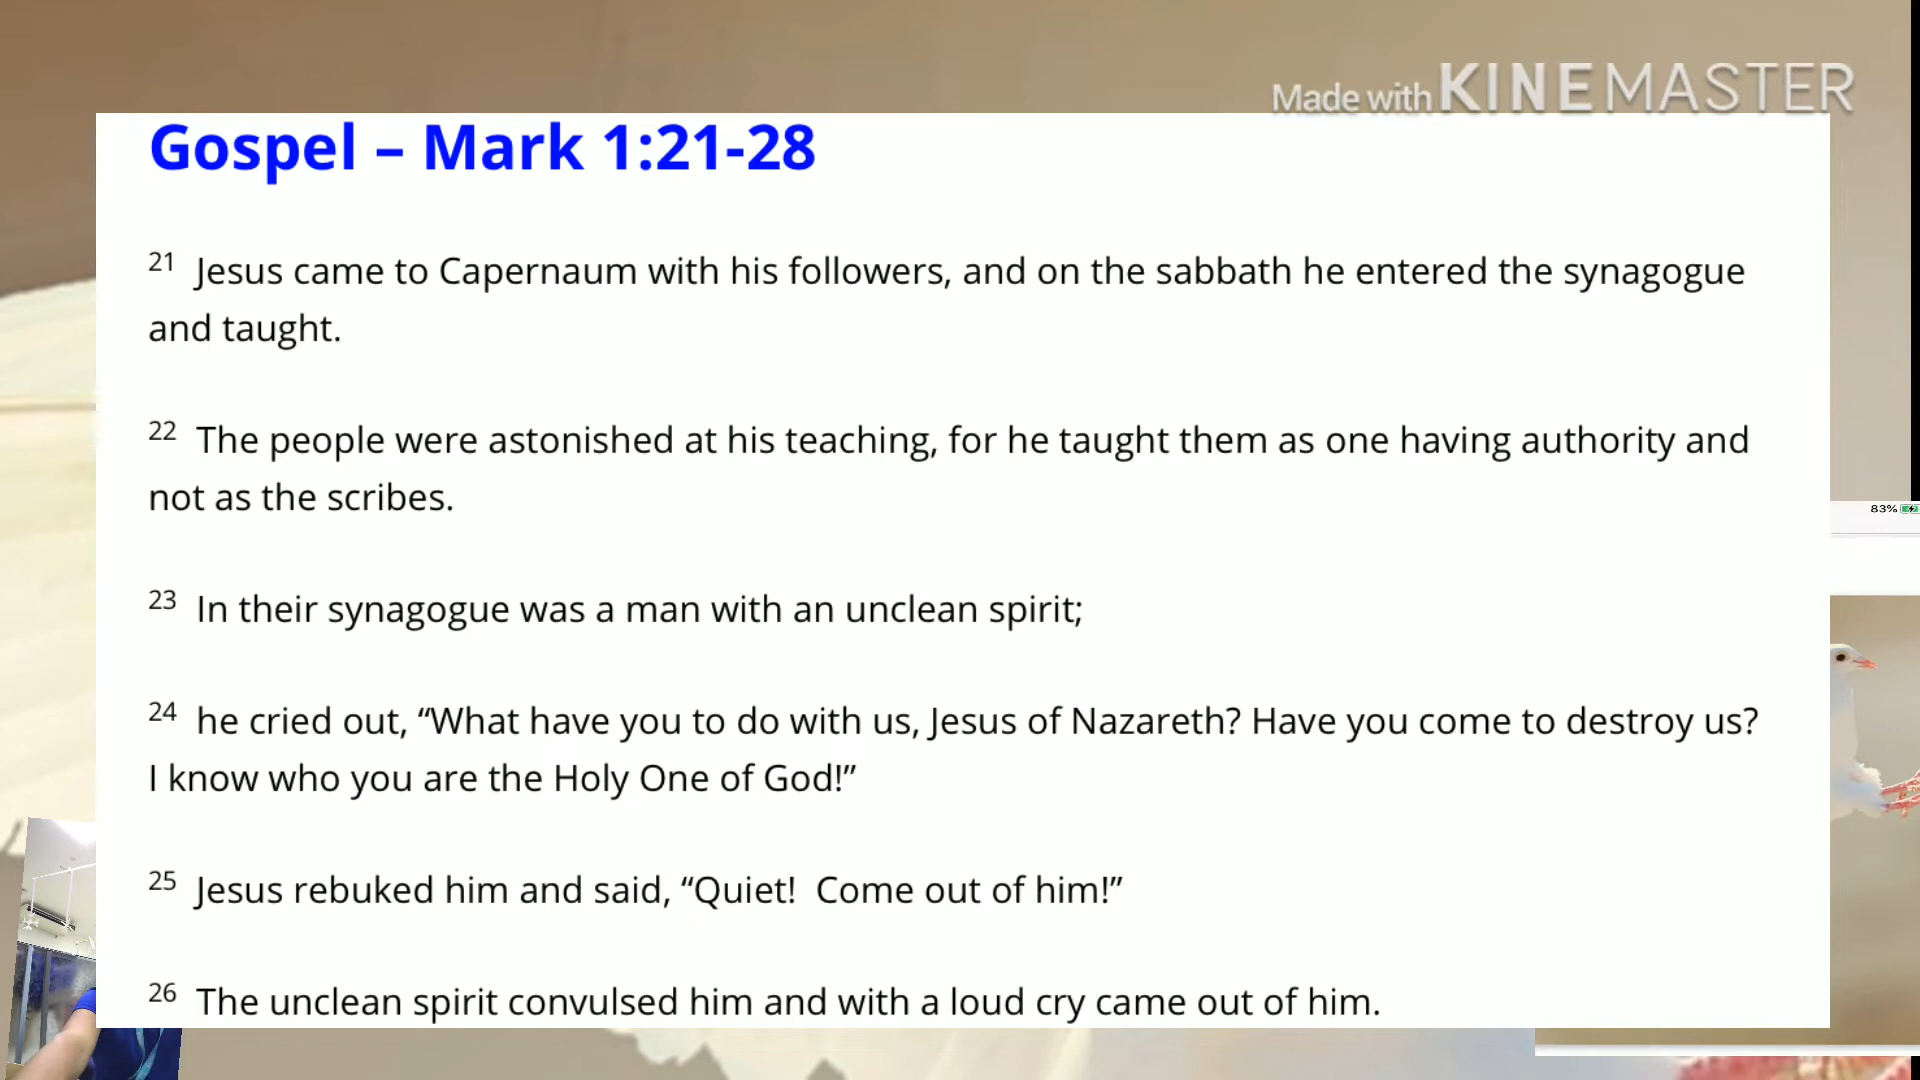 Made with KINEMASTER
Gospel – Mark 1:21-28
21 Jesus came to Capernaum with his followers, and on the sabbath he entered the synagogue
and taught.
22 The people were astonished at his teaching, for he taught them as one having authority and
not as the scribes.
83%
23 In their synagogue was a man with an unclean spirit;
24 he cried out, “What have you to do with us, Jesus of Nazareth? Have you come to destroy us?
I know who you are the Holy One of God!”
25 Jesus rebuked him and said, “Quiet!  Come out of him!”
26 The unclean spirit convulsed him and with a loud cry came out of him.